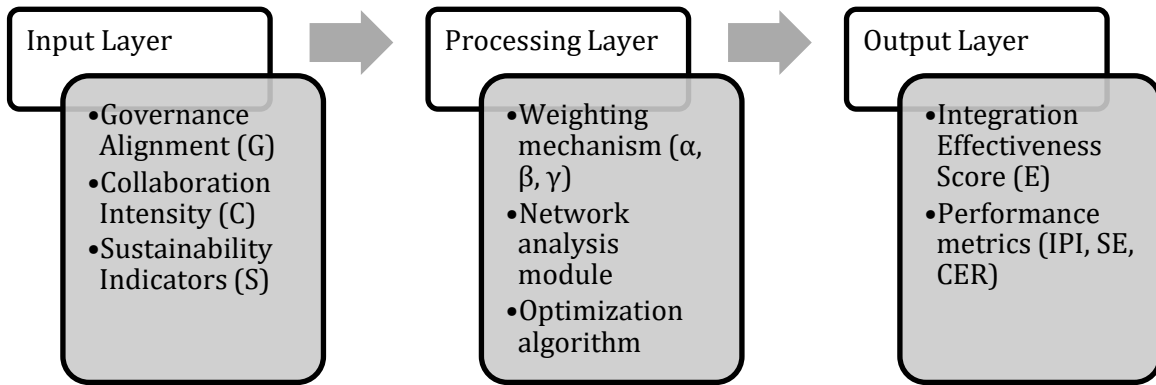 Input Layer
•Governance
Alignment (G)
•Collaboration
Intensity (C)
•Sustainability
Indicators (S)
Processing Layer
•Weighting
mechanism (α,
β, γ)
•Network
analysis
module
•Optimization
algorithm
Output Layer
•Integration
Effectiveness
Score (E)
•Performance
metrics (IPI, SE,
CER)